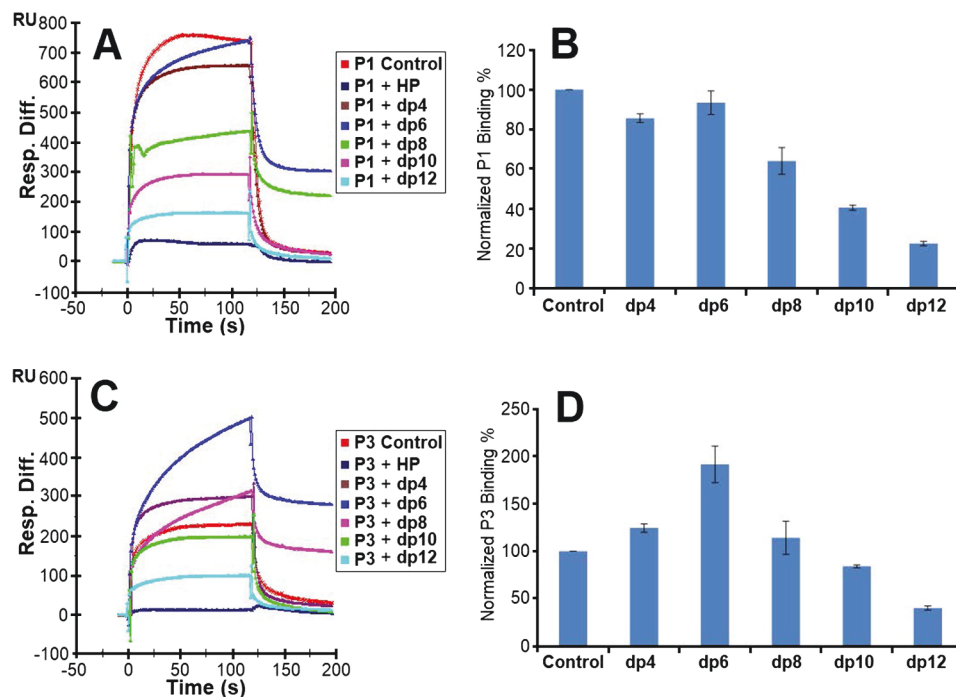 RU
A
800
700
600
500
400
300
200
100
0
-100
Resp. Diff.
-50
0
50
100
150
200
Time (s)
P1 Control
P1 + HP
P1 + dp4
P1 + dp6
P1 + dp8
P1 + dp10
P1 + dp12
B
120
100
80
60
40
20
0
Normalized P1 Binding %
Control
dp4
dp6
dp8
dp10
dp12
RU
C
600
500
400
300
200
100
0
-100
Resp. Diff.
-50
0
50
100
150
200
Time (s)
P3 Control
P3 + HP
P3 + dp4
P3 + dp6
P3 + dp8
P3 + dp10
P3 + dp12
D
250
200
150
100
50
0
Normalized P3 Binding %
Control
dp4
dp6
dp8
dp10
dp12